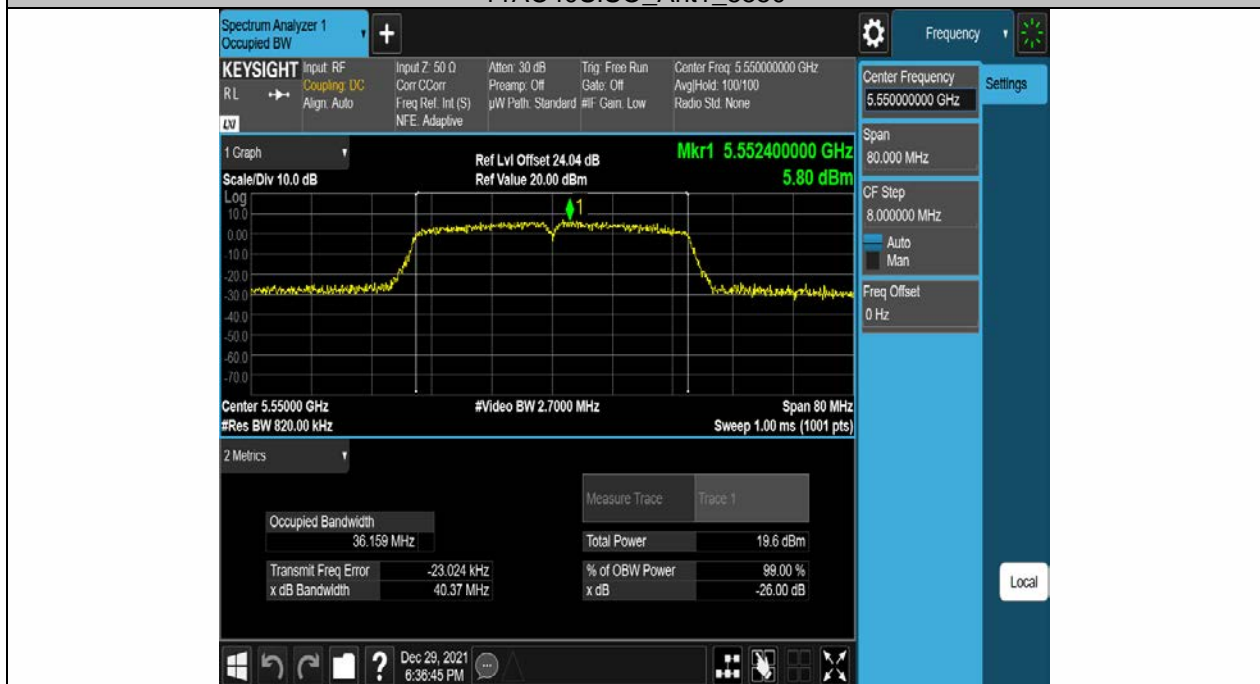 Spectrum Analyzer 1
Occupied BW
+
Frequency
KEYSIGHT
RL
LXI
Input: RF
Coupling: DC
Align: Auto
Input Z: 50 Ω
Corr CCorr
Freq Ref: Int (S)
NFE: Adaptive
Atten: 30 dB
Preamp: Off
µW Path: Standard
Trig: Free Run
Gate: Off
#IF Gain: Low
Center Freq: 5.550000000 GHz
Avg|Hold: 100/100
Radio Std: None
Center Frequency
5.550000000 GHz
Settings
Span
80.000 MHz
CF Step
8.000000 MHz
Auto
Man
Freq Offset
0 Hz
Local
1 Graph
Scale/Div 10.0 dB
Ref Lvl Offset 24.04 dB
Ref Value 20.00 dBm
Mkr1 5.552400000 GHz
5.80 dBm
Log
10.0
0.00
-10.0
-20.0
-30.0
-40.0
-50.0
-60.0
-70.0
1
Center 5.55000 GHz
#Video BW 2.7000 MHz
Span 80 MHz
#Res BW 820.00 kHz
Sweep 1.00 ms (1001 pts)
2 Metrics
Measure Trace Trace 1
Occupied Bandwidth
36.159 MHz
Total Power 19.6 dBm
Transmit Freq Error -23.024 kHz
% of OBW Power 99.00 %
x dB Bandwidth 40.37 MHz
x dB -26.00 dB
?
Dec 29, 2021
6:36:45 PM